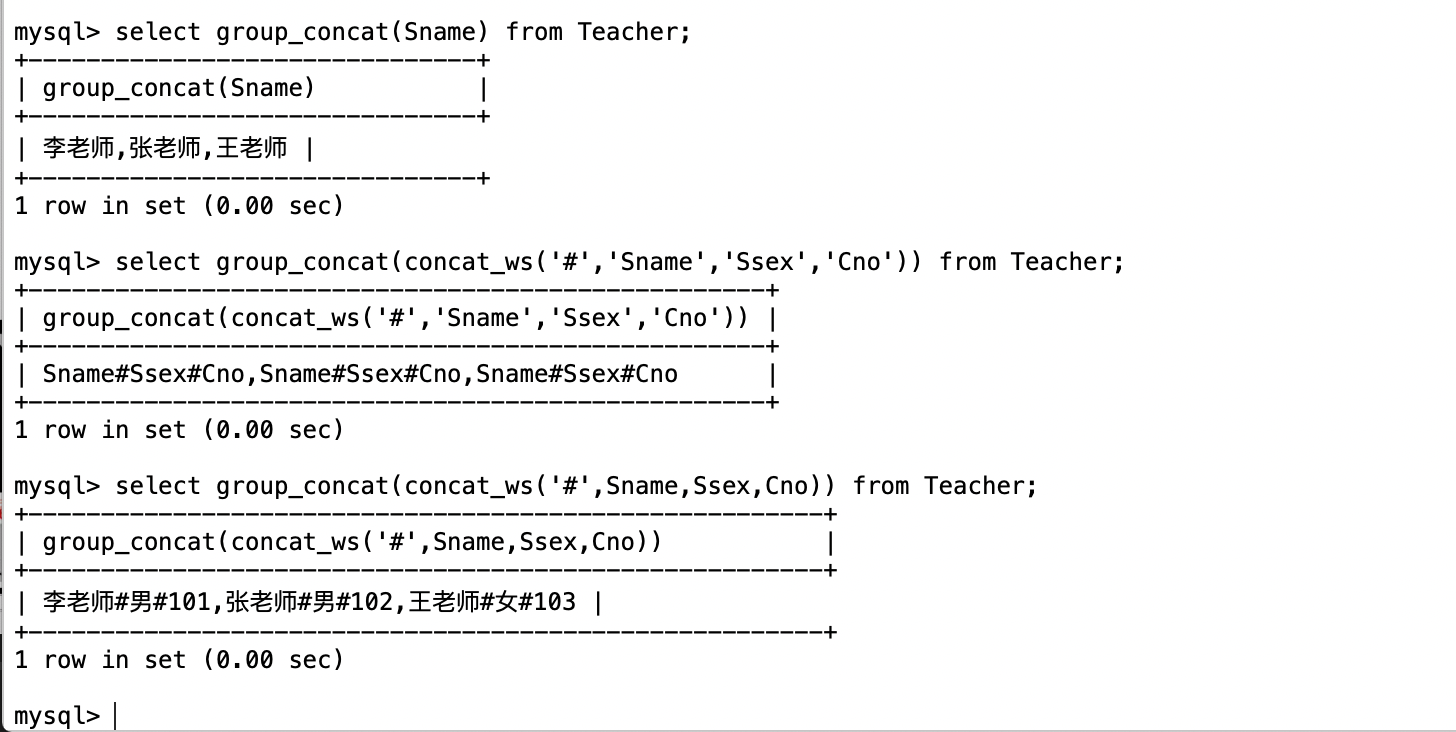 mysql> select group_concat(Sname) from Teacher;
+-------------------------------+
| group_concat(Sname)           |
+-------------------------------+
| 李老师,张老师,王老师 |
+-------------------------------+
1 row in set (0.00 sec)
mysql> select group_concat(concat_ws('#','Sname','Ssex','Cno')) from Teacher;
+---------------------------------------------------+
| group_concat(concat_ws('#','Sname','Ssex','Cno')) |
+---------------------------------------------------+
| Sname#Ssex#Cno,Sname#Ssex#Cno,Sname#Ssex#Cno      |
+---------------------------------------------------+
1 row in set (0.00 sec)
mysql> select group_concat(concat_ws('#',Sname,Ssex,Cno)) from Teacher;
+-------------------------------------------------------+
| group_concat(concat_ws('#',Sname,Ssex,Cno))           |
+-------------------------------------------------------+
| 李老师#男#101,张老师#男#102,王老师#女#103 |
+-------------------------------------------------------+
1 row in set (0.00 sec)
mysql>